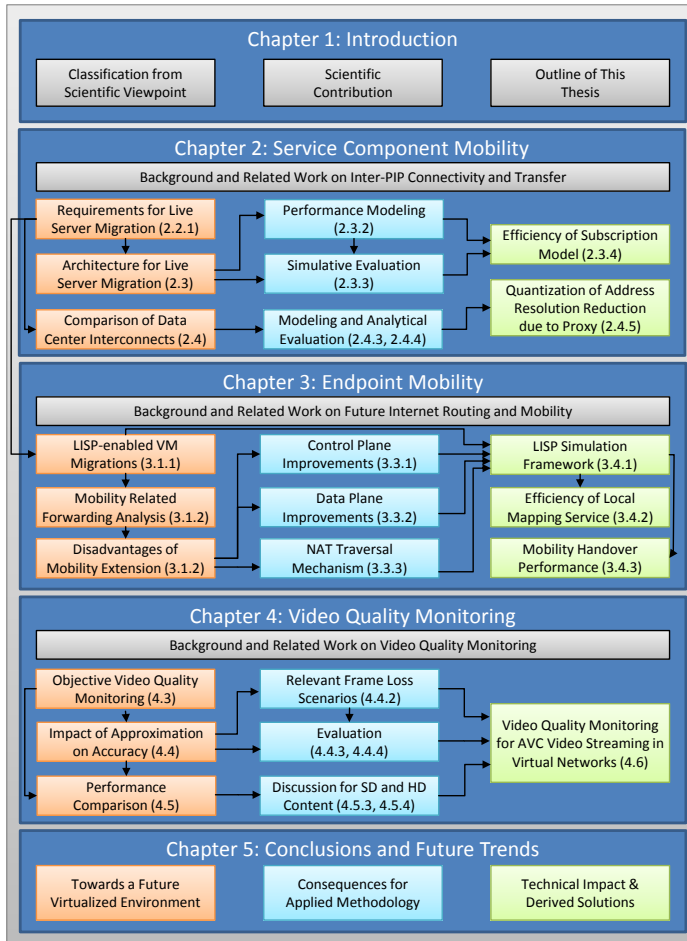 Chapter 1: Introduction
Classification from
Scientific Viewpoint
Scientific
Contribution
Outline of This
Thesis
Chapter 2: Service Component Mobility
Background and Related Work on Inter-PIP Connectivity and Transfer
Requirements for Live
Server Migration (2.2.1)
Performance Modeling
(2.3.2)
Efficiency of Subscription
Model (2.3.4)
Architecture for Live
Server Migration (2.3)
Simulative Evaluation
(2.3.3)
Quantization of Address
Resolution Reduction
due to Proxy (2.4.5)
Comparison of Data
Center Interconnects (2.4)
Modeling and Analytical
Evaluation (2.4.3, 2.4.4)
Chapter 3: Endpoint Mobility
Background and Related Work on Future Internet Routing and Mobility
LISP-enabled VM
Migrations (3.1.1)
Control Plane
Improvements (3.3.1)
LISP Simulation
Framework (3.4.1)
Mobility Related
Forwarding Analysis (3.1.2)
Data Plane
Improvements (3.3.2)
Efficiency of Local
Mapping Service (3.4.2)
Disadvantages of
Mobility Extension (3.1.2)
NAT Traversal
Mechanism (3.3.3)
Mobility Handover
Performance (3.4.3)
Chapter 4: Video Quality Monitoring
Background and Related Work on Video Quality Monitoring
Objective Video Quality
Monitoring (4.3)
Relevant Frame Loss
Scenarios (4.4.2)
Impact of Approximation
on Accuracy (4.4)
Evaluation
(4.4.3, 4.4.4)
Video Quality Monitoring
for AVC Video Streaming in
Virtual Networks (4.6)
Performance
Comparison (4.5)
Discussion for SD and HD
Content (4.5.3, 4.5.4)
Chapter 5: Conclusions and Future Trends
Towards a Future
Virtualized Environment
Consequences for
Applied Methodology
Technical Impact &
Derived Solutions